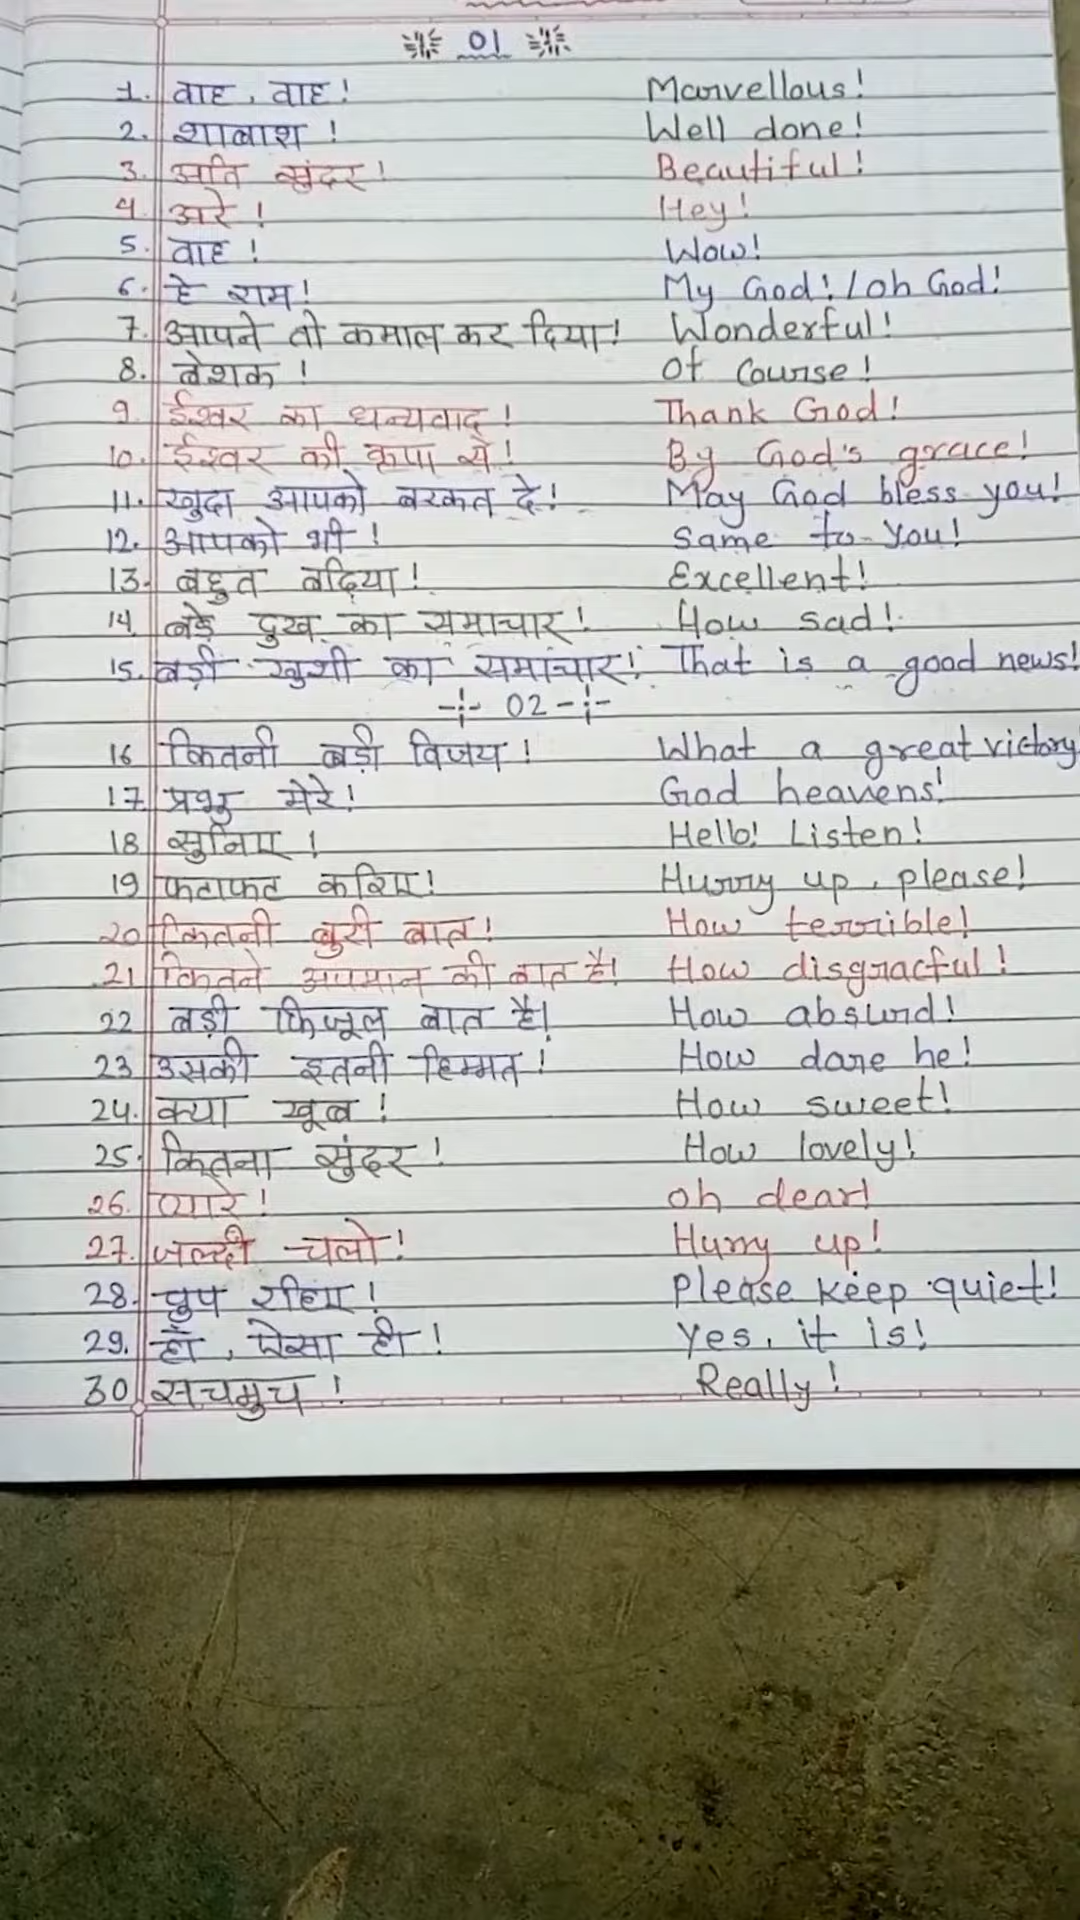 01
1. वाह, वाह! Marvellous!
2. शाबाश! Well done!
3. अति सुंदर! Beautiful!
4. अरे! Hey!
5. वाह! Wow!
6. हे राम! My God! / oh God!
7. आपने तो कमाल कर दिया! Wonderful!
8. बेशक! Of Course!
9. ईश्वर का धन्यवाद! Thank God!
10. ईश्वर की कृपा से! By God's grace!
11. खुदा आपको बरकत दे! May God bless you!
12. आपको भी! Same to You!
13. बहुत बढ़िया! Excellent!
14. बड़े दुख का समाचार! How sad!
15. बड़ी खुशी का समाचार! That is a good news!
02
16 कितनी बड़ी विजय! What a great victory
17 प्रभु मेरे! God heavens!
18 सुनिए! Hello! Listen!
19 फटाफट करिए! Hurry up, please!
20 कितनी बुरी बात! How terrible!
21 कितने अपमान की बात है! How disgracful!
22 बड़ी फिजूल बात है। How absurd!
23 उसकी इतनी हिम्मत! How dare he!
24. क्या खूब! How sweet!
25. कितना सुंदर! How lovely!
26. प्यारे! oh dear!
27. जल्दी चलो! Hurry up!
28. चुप रहिए! Please keep quiet!
29. हाँ, ऐसा ही! Yes, it is!
30 सचमुच! Really!